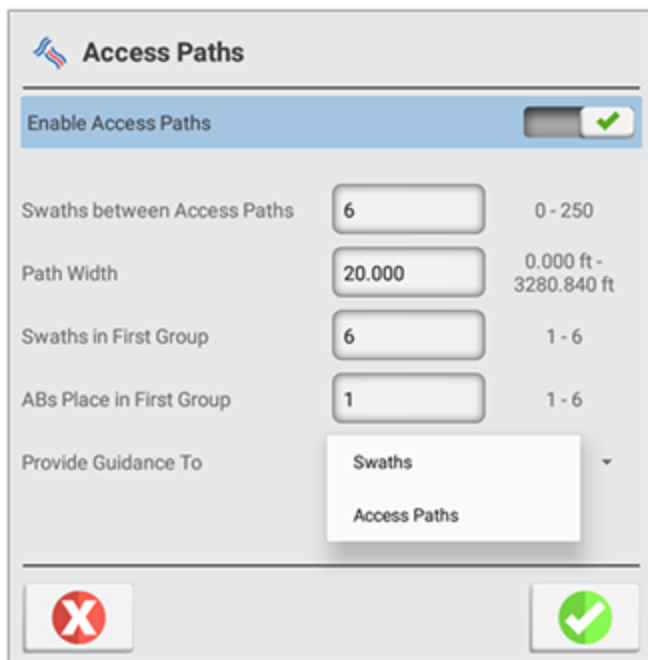 Access Paths
Enable Access Paths
Swaths between Access Paths 6 0 - 250
Path Width 20.000 0.000 ft -
3280.840 ft
Swaths in First Group 6 1 - 6
ABs Place in First Group 1 1 - 6
Provide Guidance To Swaths
Access Paths